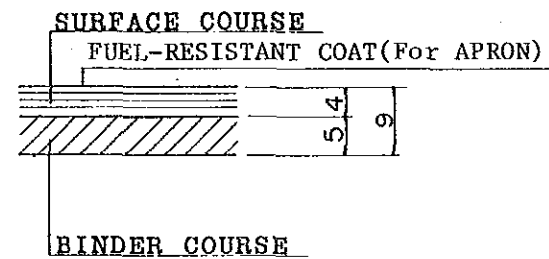 SURFACE COURSE
FUEL-RESISTANT COAT(For APRON)
4
5
9
BINDER COURSE